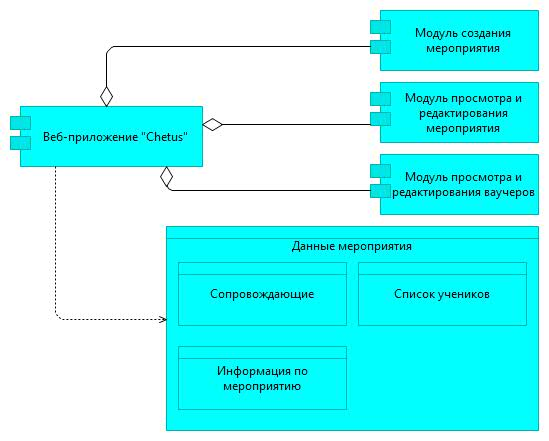 Модуль создания
мероприятия
Модуль просмотра и
редактирования
мероприятия
Веб-приложение "Chetus"
Модуль просмотра и
редактирования ваучеров
Данные мероприятия
Сопровождающие
Список учеников
Информация по
мероприятию